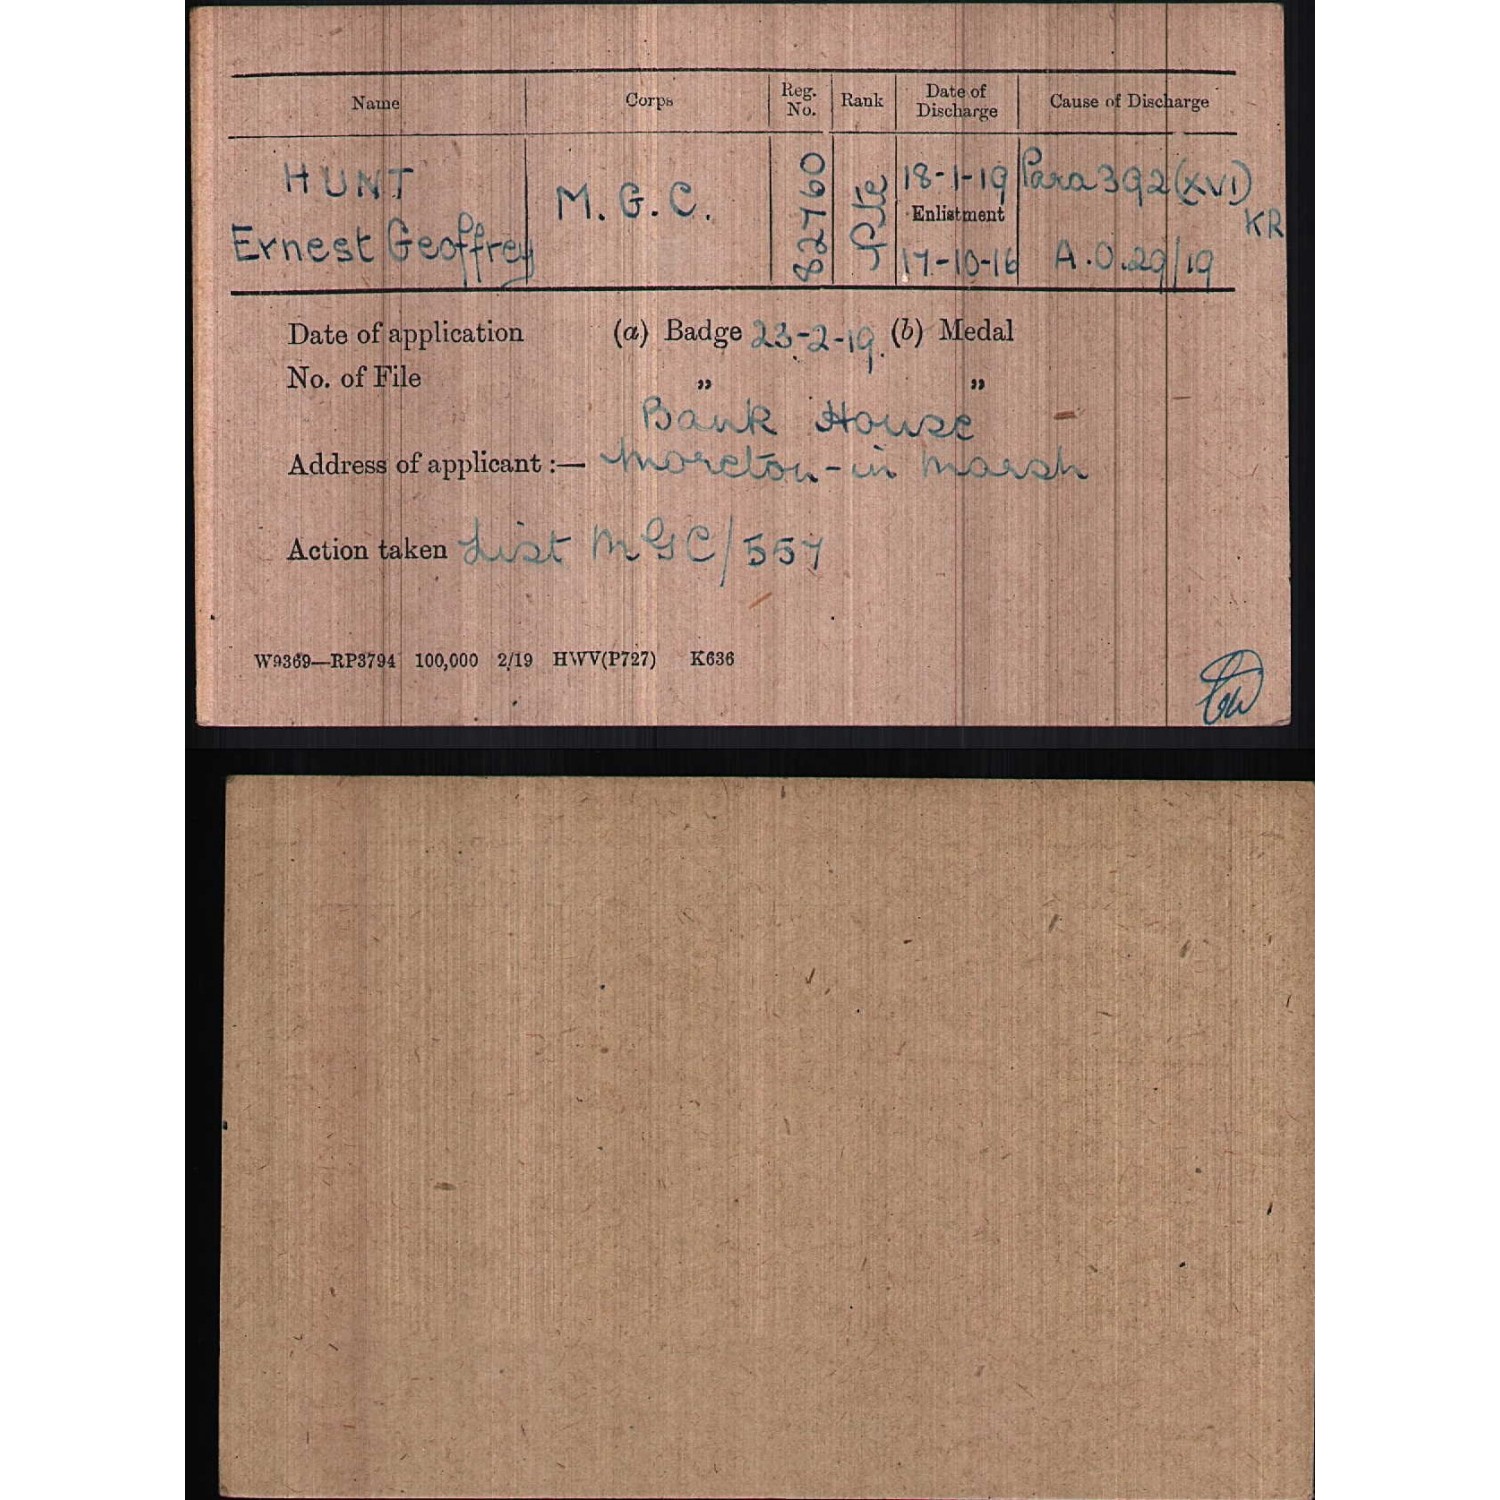 Name Corps Reg. No. Rank Date of Discharge Cause of Discharge
HUNT
Ernest Geoffrey
M. G. C.
82760
Pte
18-1-19
Enlistment
17-10-16
Para 392 (XVI)
KR
A.O.29/19
Date of application (a) Badge 23-2-19. (b) Medal
No. of File " "
Bank House
Address of applicant :— Moreton-in Marsh
Action taken List MGC/557
W9369—RP3794 100,000 2/19 HWV(P727) K636